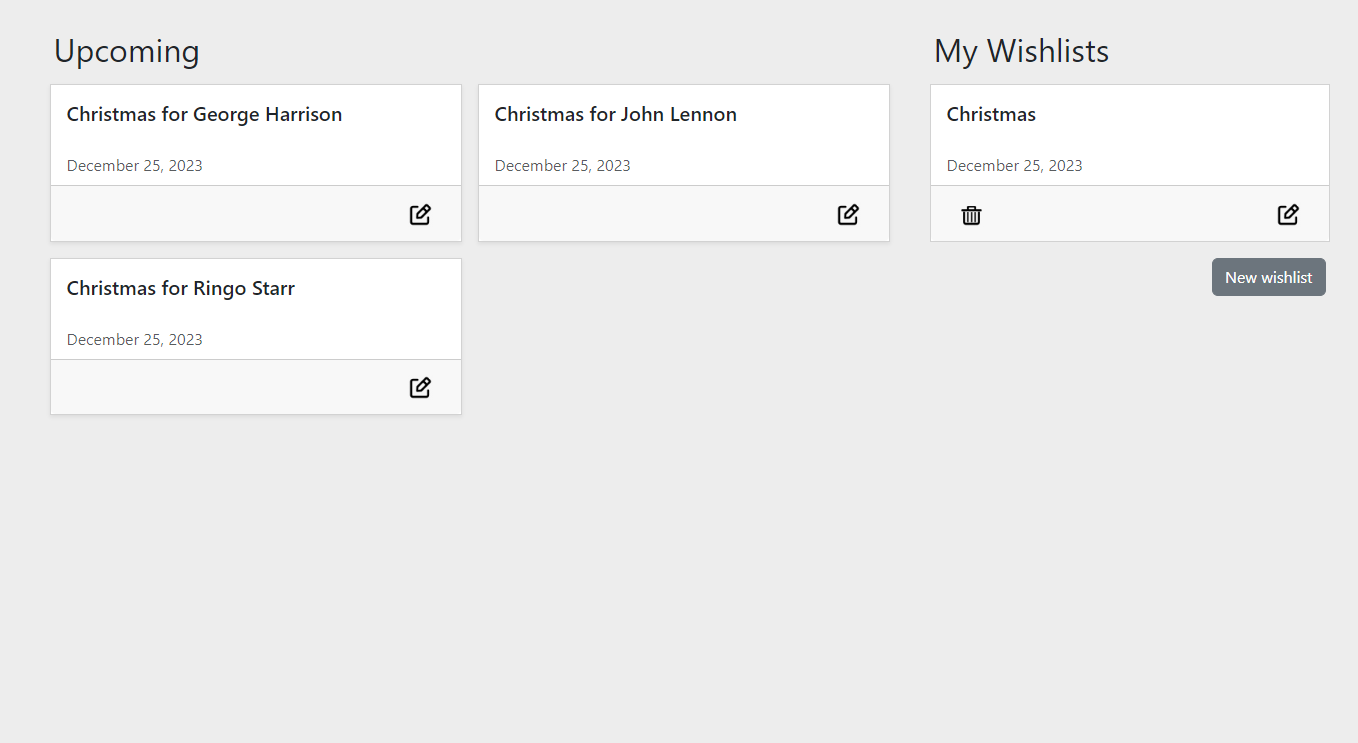 Upcoming
Christmas for George Harrison
December 25, 2023
Christmas for John Lennon
December 25, 2023
Christmas for Ringo Starr
December 25, 2023
My Wishlists
Christmas
December 25, 2023
New wishlist